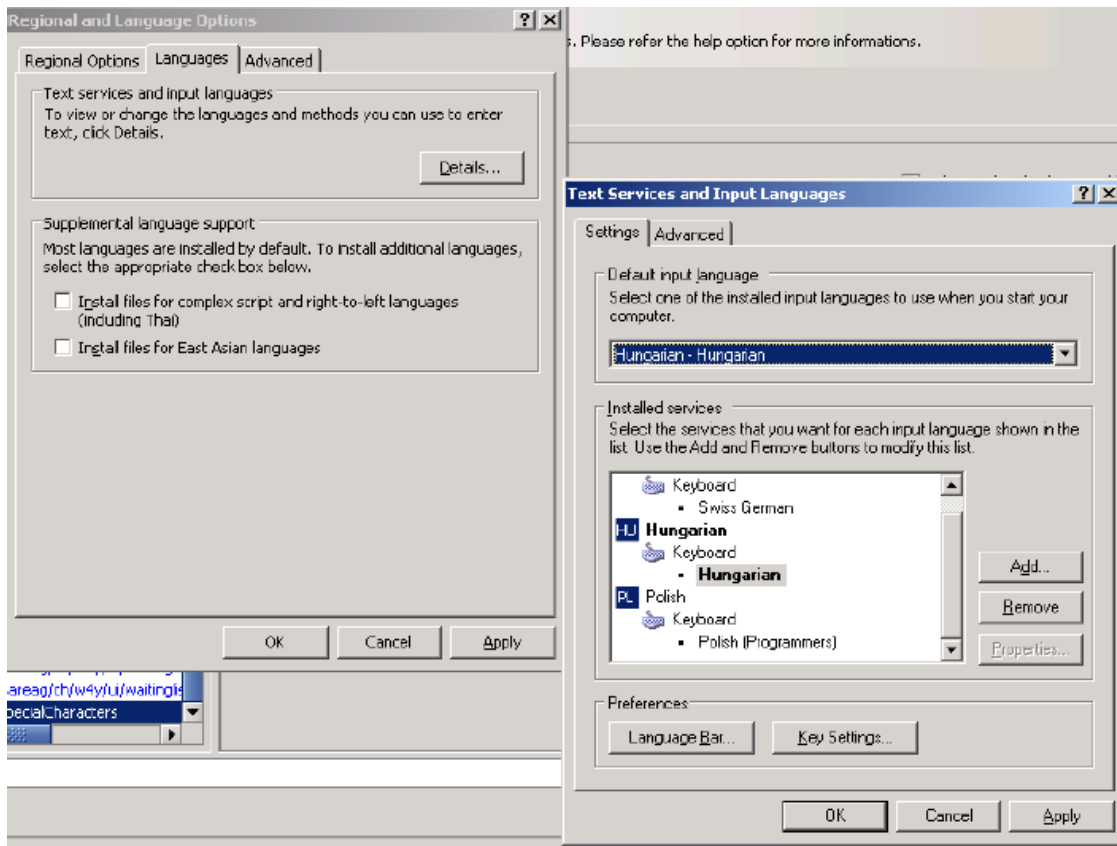 Regional and Language Options
s. Please refer the help option for more informations.
Regional Options
Languages
Advanced
Text services and input languages
To view or change the languages and methods you can use to enter
text, click Details.
Details...
Supplemental language support
Most languages are installed by default. To install additional languages,
select the appropriate check box below.
Install files for complex script and right-to-left languages
(including Thai)
Install files for East Asian languages
OK
Cancel
Apply
areag/ch/w4y/ui/waitinglis
pecialCharacters
Text Services and Input Languages
Settings
Advanced
Default input language
Select one of the installed input languages to use when you start your
computer.
Hungarian - Hungarian
Installed services
Select the services that you want for each input language shown in the
list. Use the Add and Remove buttons to modify this list.
Keyboard
Swiss German
HU Hungarian
Keyboard
Hungarian
PL Polish
Keyboard
Polish (Programmers)
Add...
Remove
Properties...
Preferences
Language Bar...
Key Settings...
OK
Cancel
Apply